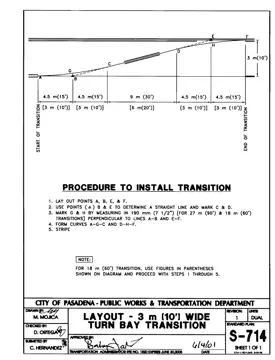 A
B
C
D
E
F
G
H
3 m(10')
4.5 m(15') 4.5 m(15') 9 m (30') 4.5 m(15') 4.5 m(15')
[3 m (10')] [3 m (10')] [6 m(20')] [3 m (10')] [3 m (10')]
START OF TRANSITION
END OF TRANSITION
PROCEDURE TO INSTALL TRANSITION
1. LAY OUT POINTS A, B, E, & F.
2. USE POINTS B & E TO DETERMINE A STRAIGHT LINE AND MARK C & D.
3. MARK G & H BY MEASURING IN 190 mm (7 1/2") [FOR 27 m (90') & 18 m (60')
TRANSITIONS] PERPENDICULAR TO LINES A-B AND E-F.
4. FORM CURVES A-G-C AND D-H-F.
5. STRIPE
NOTE:
FOR 18 m (60') TRANSITION, USE FIGURES IN PARENTHESES
SHOWN ON DIAGRAM AND PROCEED WITH STEPS 1 THROUGH 5.
CITY OF PASADENA - PUBLIC WORKS & TRANSPORTATION DEPARTMENT
DRAWN BY:
M. MOJICA
CHECKED BY:
D. ORTEGA
SUBMITTED BY
C. HERNANDEZ
LAYOUT - 3 m (10') WIDE
TURN BAY TRANSITION
APPROVED BY:
6/4/01
REVISION:
1
UNITS:
DUAL
STANDARD PLAN:
S-714
SHEET 1 OF 1